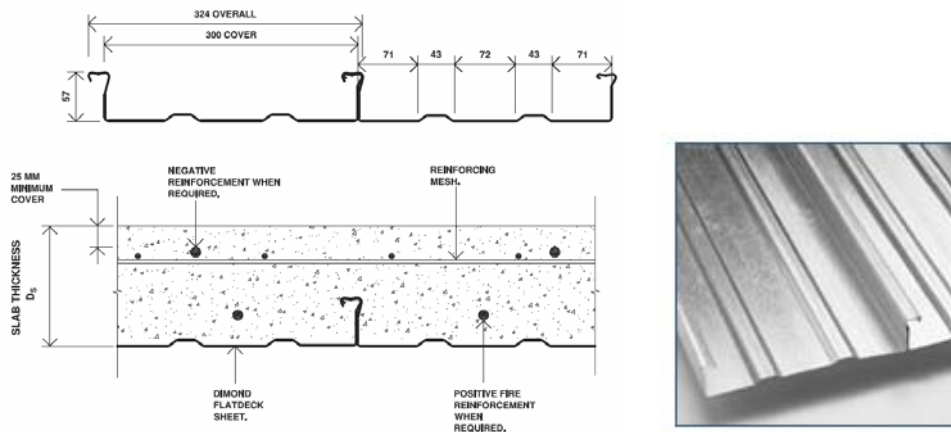 324 OVERALL
300 COVER
71
43
72
43
71
57
25 MM
MINIMUM
COVER
NEGATIVE
REINFORCEMENT WHEN
REQUIRED.
REINFORCING
MESH.
SLAB THICKNESS
DS
DIMOND
FLATDECK
SHEET.
POSITIVE FIRE
REINFORCEMENT
WHEN
REQUIRED.